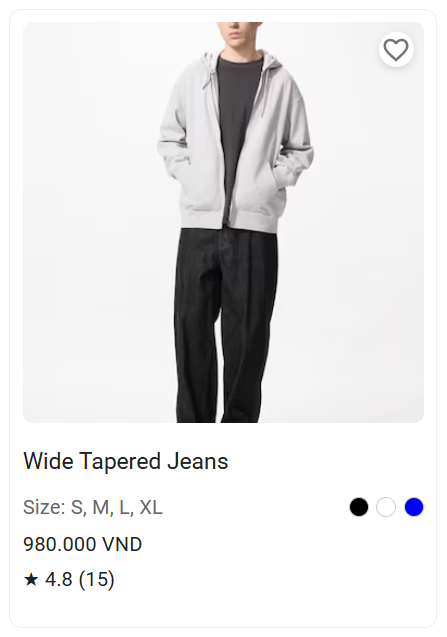 Wide Tapered Jeans
Size: S, M, L, XL
980.000 VND
★ 4.8 (15)